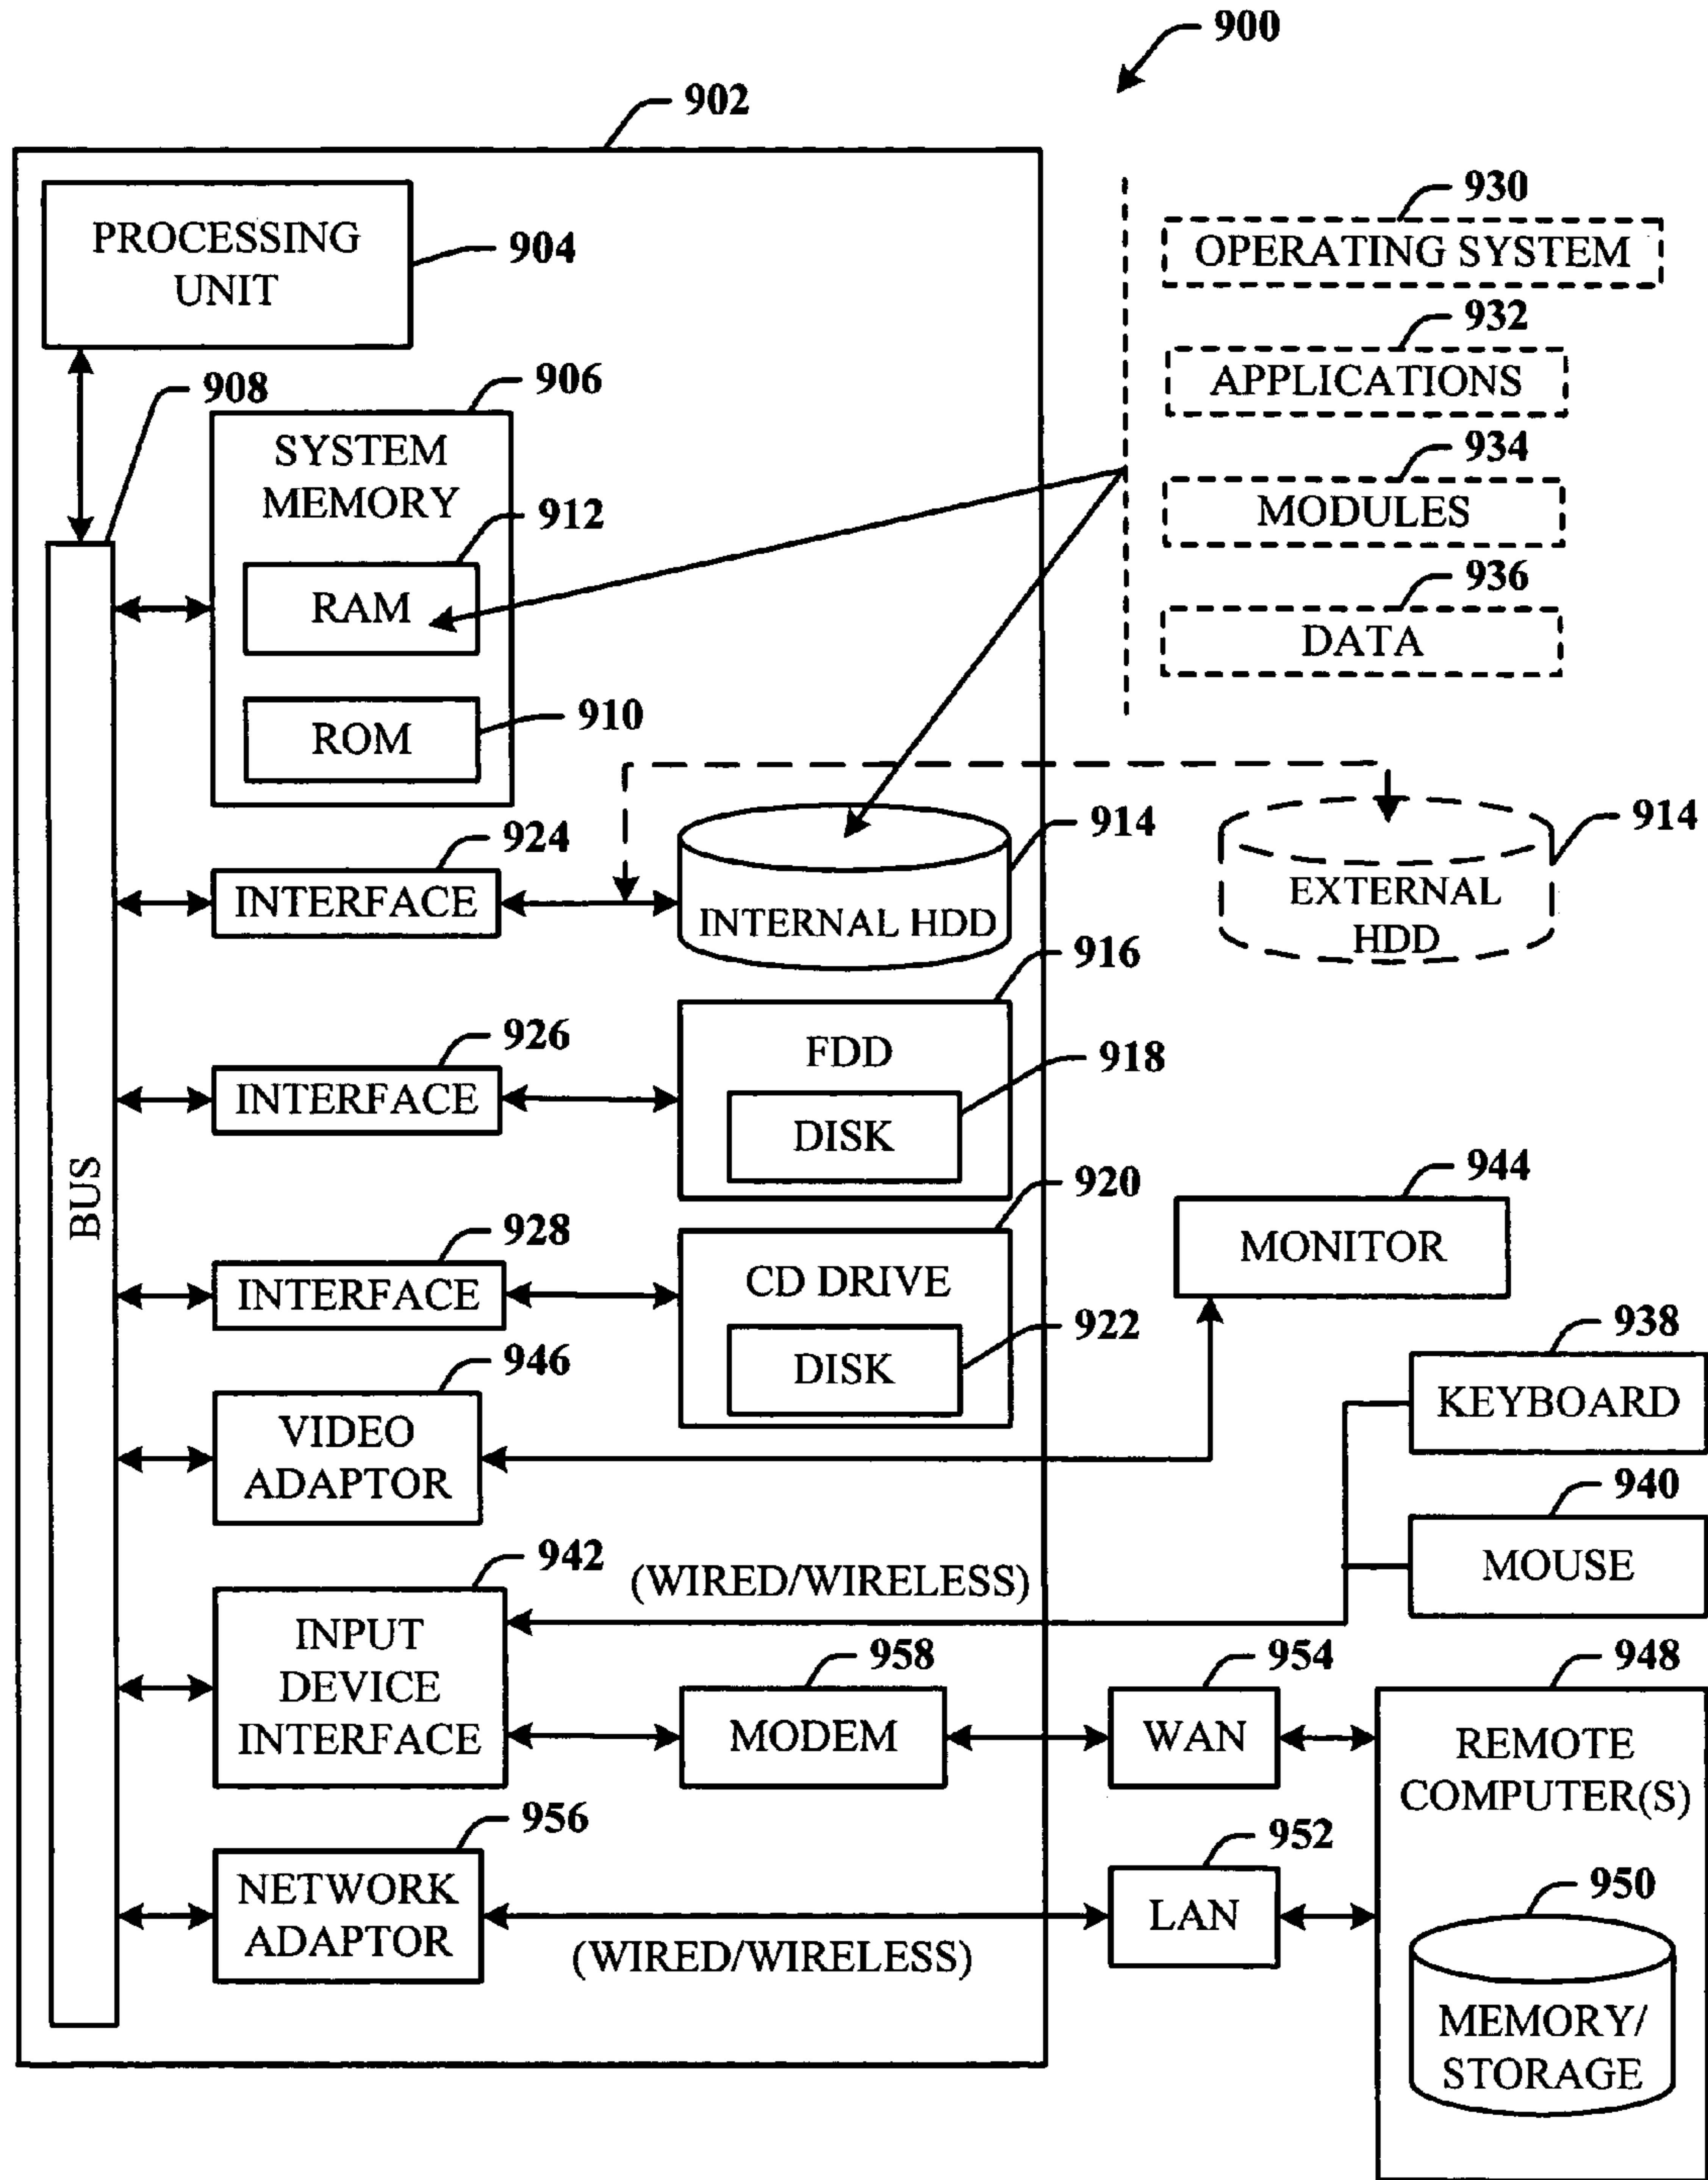 900
902
PROCESSING
UNIT
904
930
OPERATING SYSTEM
932
APPLICATIONS
934
MODULES
936
DATA
908
906
SYSTEM
MEMORY
912
RAM
910
ROM
BUS
924
INTERFACE
914
INTERNAL HDD
914
EXTERNAL
HDD
926
INTERFACE
916
FDD
918
DISK
928
INTERFACE
920
CD DRIVE
922
DISK
944
MONITOR
946
VIDEO
ADAPTOR
938
KEYBOARD
940
MOUSE
942
INPUT
DEVICE
INTERFACE
(WIRED/WIRELESS)
958
MODEM
954
WAN
948
REMOTE
COMPUTER(S)
956
NETWORK
ADAPTOR
(WIRED/WIRELESS)
952
LAN
950
MEMORY/
STORAGE